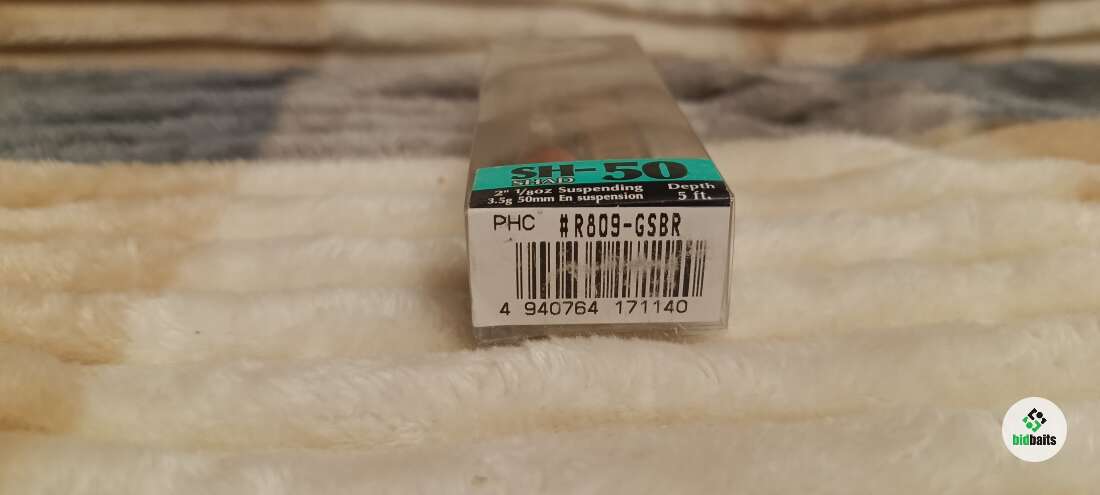 SH-50
SHAD
2" 1/8oz Suspending
3.5g 50mm En suspension
Depth
5 ft.
PHC #R809-GSBR
4 940764 171140
bidbaits